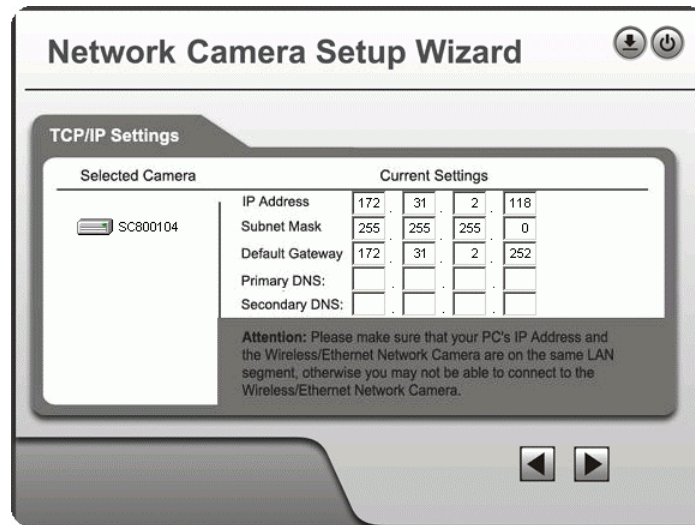 Network Camera Setup Wizard
TCP/IP Settings
Selected Camera
Current Settings
SC800104
IP Address 172 . 31 . 2 . 118
Subnet Mask 255 . 255 . 255 . 0
Default Gateway 172 . 31 . 2 . 252
Primary DNS: . . .
Secondary DNS: . . .
Attention: Please make sure that your PC's IP Address and
the Wireless/Ethernet Network Camera are on the same LAN
segment, otherwise you may not be able to connect to the
Wireless/Ethernet Network Camera.